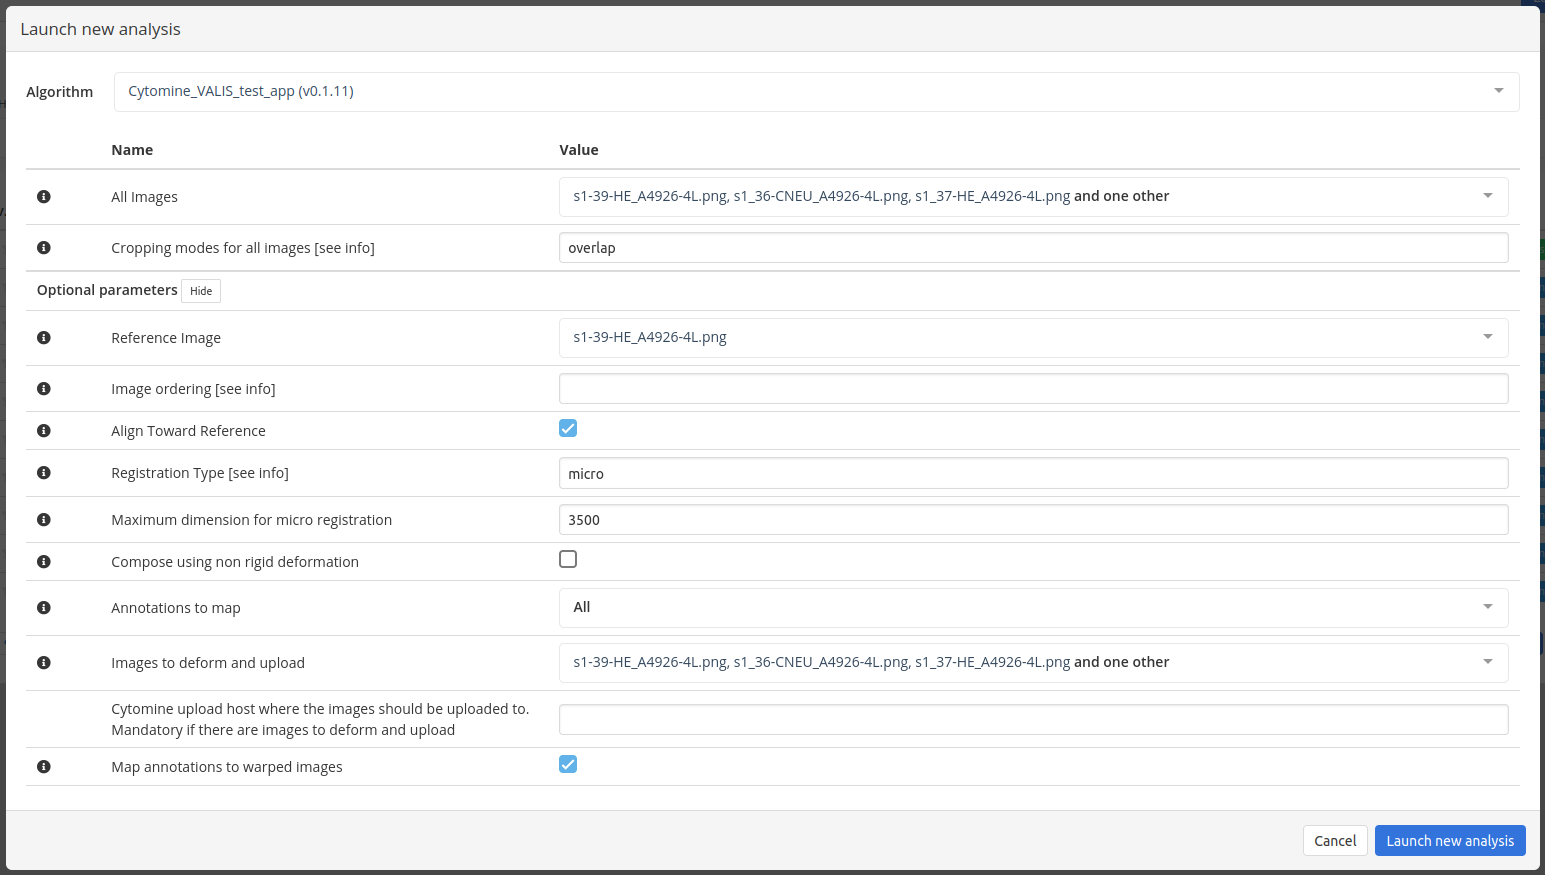 Launch new analysis
Algorithm Cytomine_VALIS_test_app (v0.1.11)
Name Value
All Images s1-39-HE_A4926-4L.png, s1_36-CNEU_A4926-4L.png, s1_37-HE_A4926-4L.png and one other
Cropping modes for all images [see info] overlap
Optional parameters Hide
Reference Image s1-39-HE_A4926-4L.png
Image ordering [see info]
Align Toward Reference
Registration Type [see info] micro
Maximum dimension for micro registration 3500
Compose using non rigid deformation
Annotations to map All
Images to deform and upload s1-39-HE_A4926-4L.png, s1_36-CNEU_A4926-4L.png, s1_37-HE_A4926-4L.png and one other
Cytomine upload host where the images should be uploaded to.
Mandatory if there are images to deform and upload
Map annotations to warped images
Cancel Launch new analysis